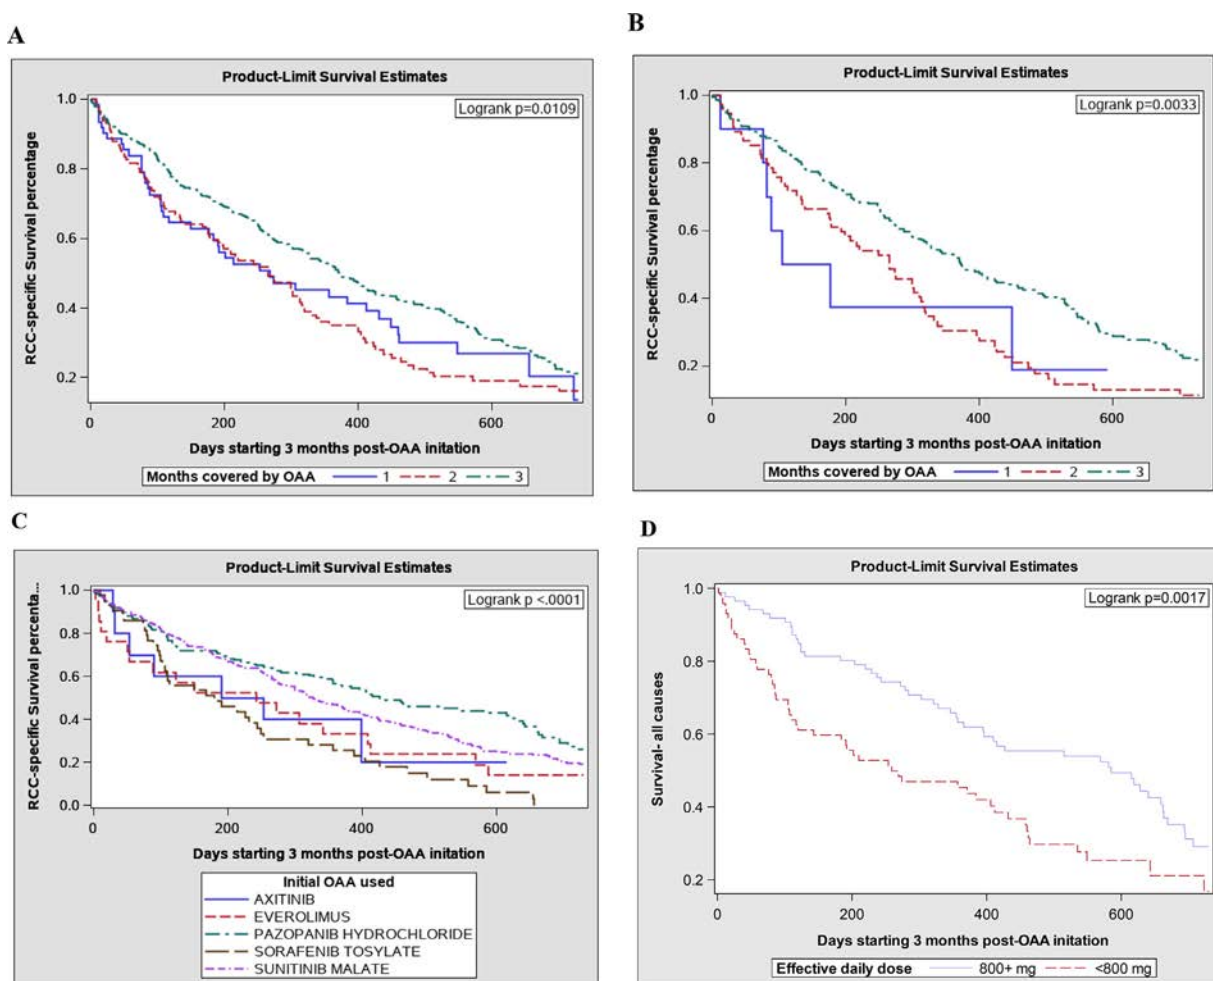 A
Product-Limit Survival Estimates
Logrank p=0.0109
RCC-specific Survival percentage
1.0
0.8
0.6
0.4
0.2
0
200
400
600
Days starting 3 months post-OAA initation
Months covered by OAA 1 2 3
B
Product-Limit Survival Estimates
Logrank p=0.0033
RCC-specific Survival percentage
1.0
0.8
0.6
0.4
0.2
0
200
400
600
Days starting 3 months post-OAA initation
Months covered by OAA 1 2 3
C
Product-Limit Survival Estimates
Logrank p <.0001
RCC-specific Survival percenta...
1.0
0.8
0.6
0.4
0.2
0.0
0
200
400
600
Days starting 3 months post-OAA initation
Initial OAA used
AXITINIB
EVEROLIMUS
PAZOPANIB HYDROCHLORIDE
SORAFENIB TOSYLATE
SUNITINIB MALATE
D
Product-Limit Survival Estimates
Logrank p=0.0017
Survival- all causes
1.0
0.8
0.6
0.4
0.2
0
200
400
600
Days starting 3 months post-OAA initation
Effective daily dose 800+ mg <800 mg